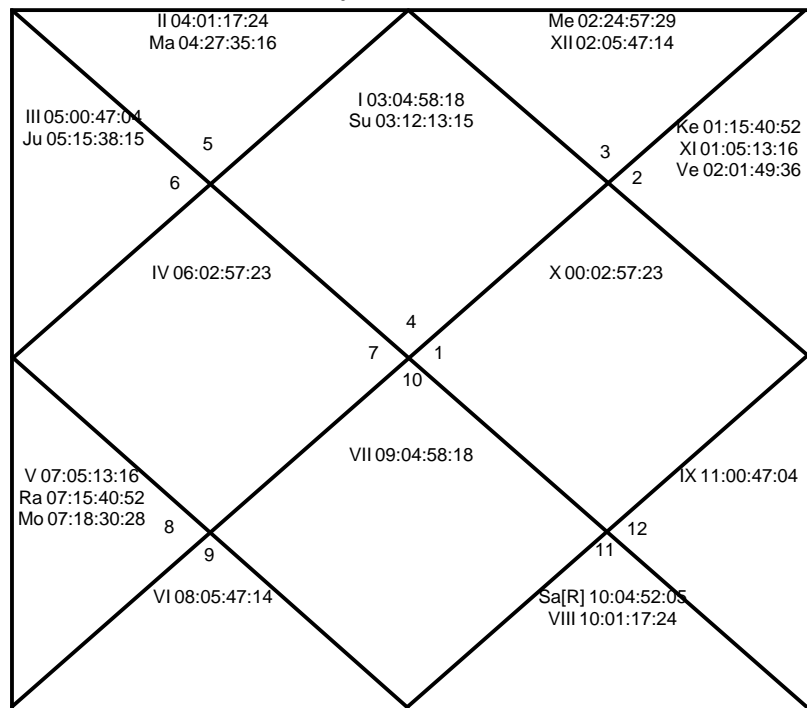 II 04:01:17:24
Ma 04:27:35:16
Me 02:24:57:29
XII 02:05:47:14
I 03:04:58:18
Su 03:12:13:15
III 05:00:47:04
Ju 05:15:38:15
Ke 01:15:40:52
XI 01:05:13:16
Ve 02:01:49:36
5
3
6
2
IV 06:02:57:23
X 00:02:57:23
4
7
1
10
VII 09:04:58:18
V 07:05:13:16
Ra 07:15:40:52
Mo 07:18:30:28
IX 11:00:47:04
8
12
9
11
VI 08:05:47:14
Sa[R] 10:04:52:05
VIII 10:01:17:24